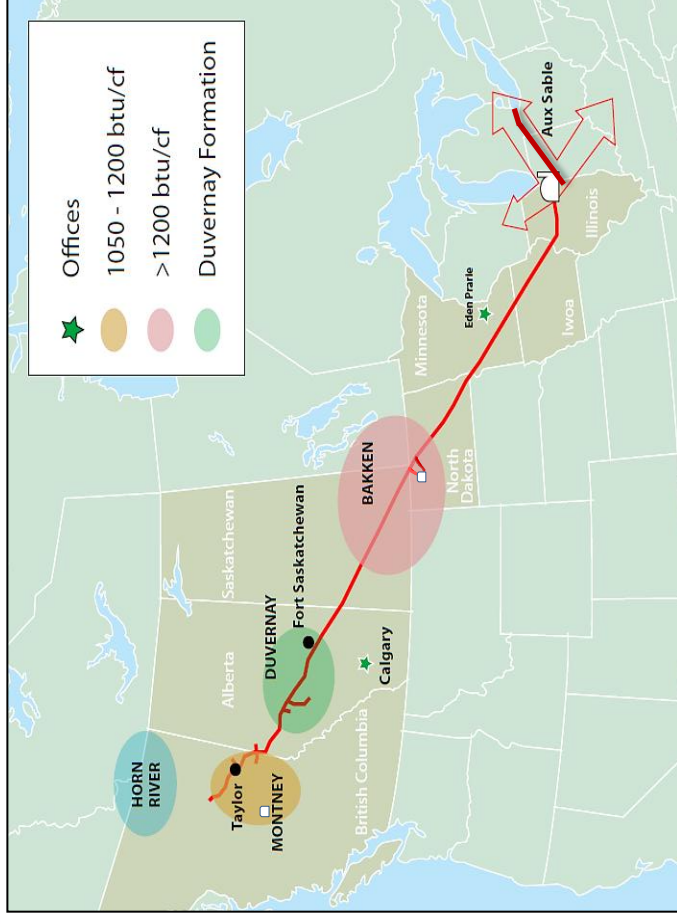 Offices
1050 - 1200 btu/cf
>1200 btu/cf
Duvernay Formation
HORN
RIVER
Taylor
MONTNEY
British Columbia
Alberta
DUVERNAY
Fort Saskatchewan
Calgary
Saskatchewan
BAKKEN
North
Dakota
Minnesota
Eden Prarie
Iwoa
Illinois
Aux Sable